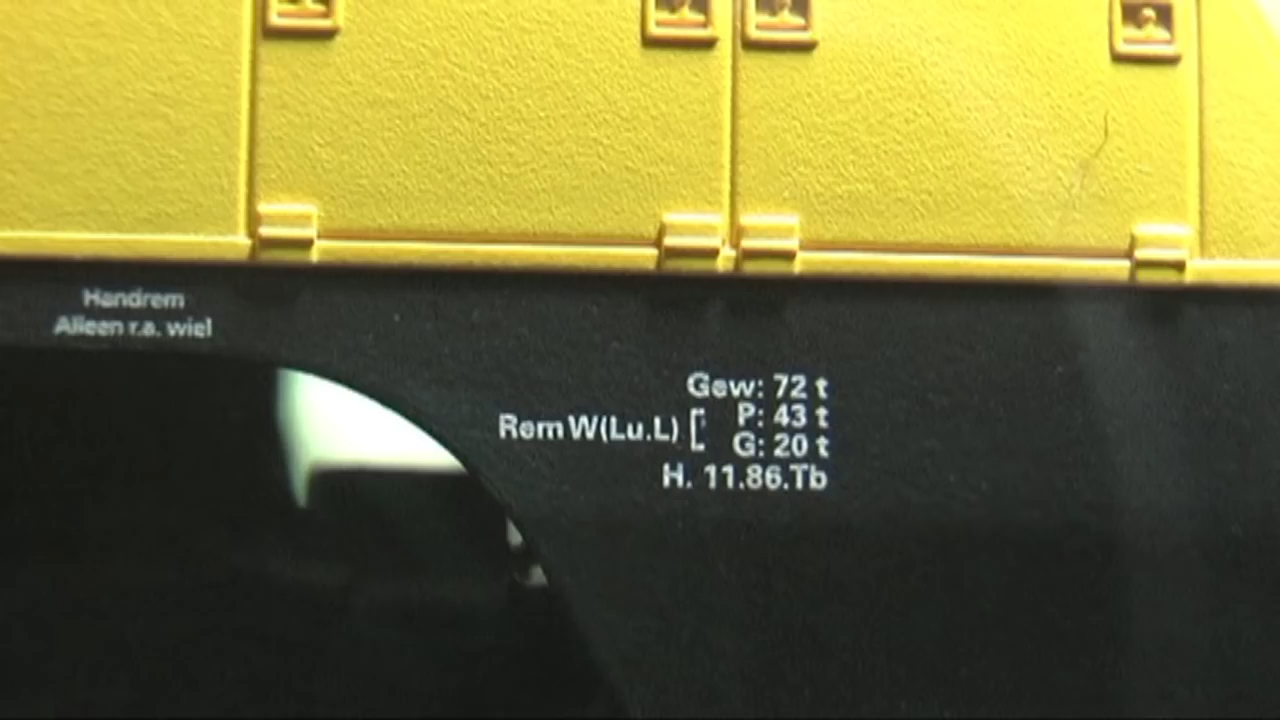 Handrem
Alleen r.a. wiel
Gew: 72 t
Rem W(Lu.L) [ P: 43 t
G: 20 t
H. 11.86.Tb